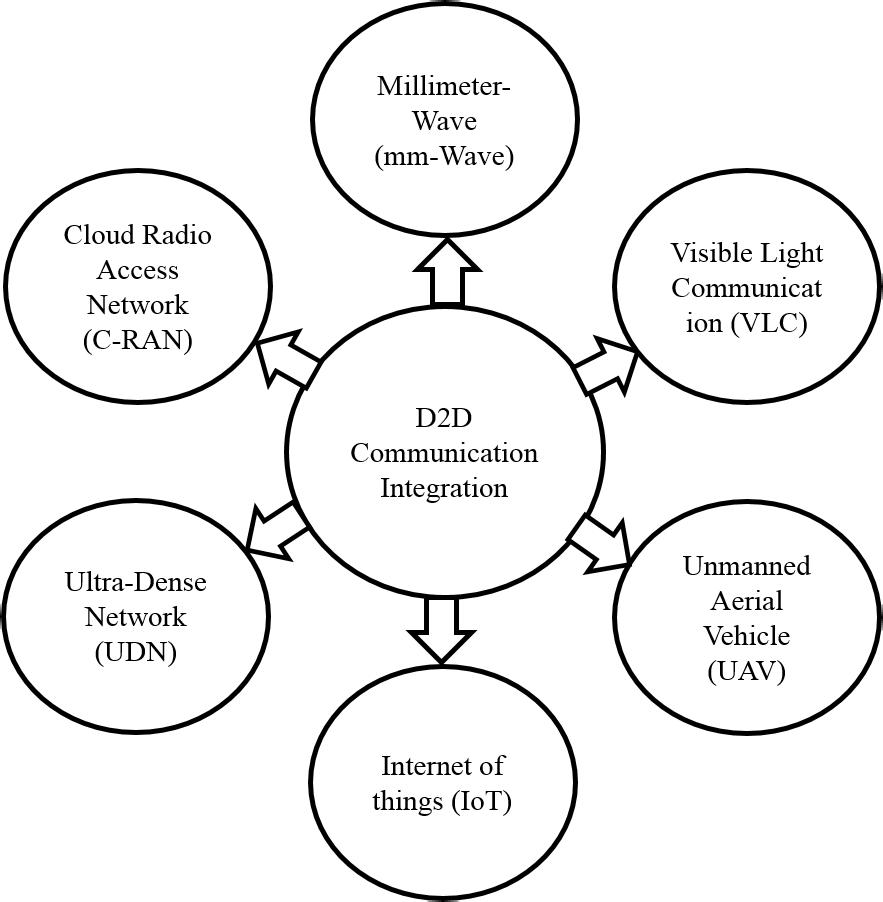 Millimeter-
Wave
(mm-Wave)
Cloud Radio
Access
Network
(C-RAN)
Visible Light
Communicat
ion (VLC)
D2D
Communication
Integration
Ultra-Dense
Network
(UDN)
Unmanned
Aerial
Vehicle
(UAV)
Internet of
things (IoT)